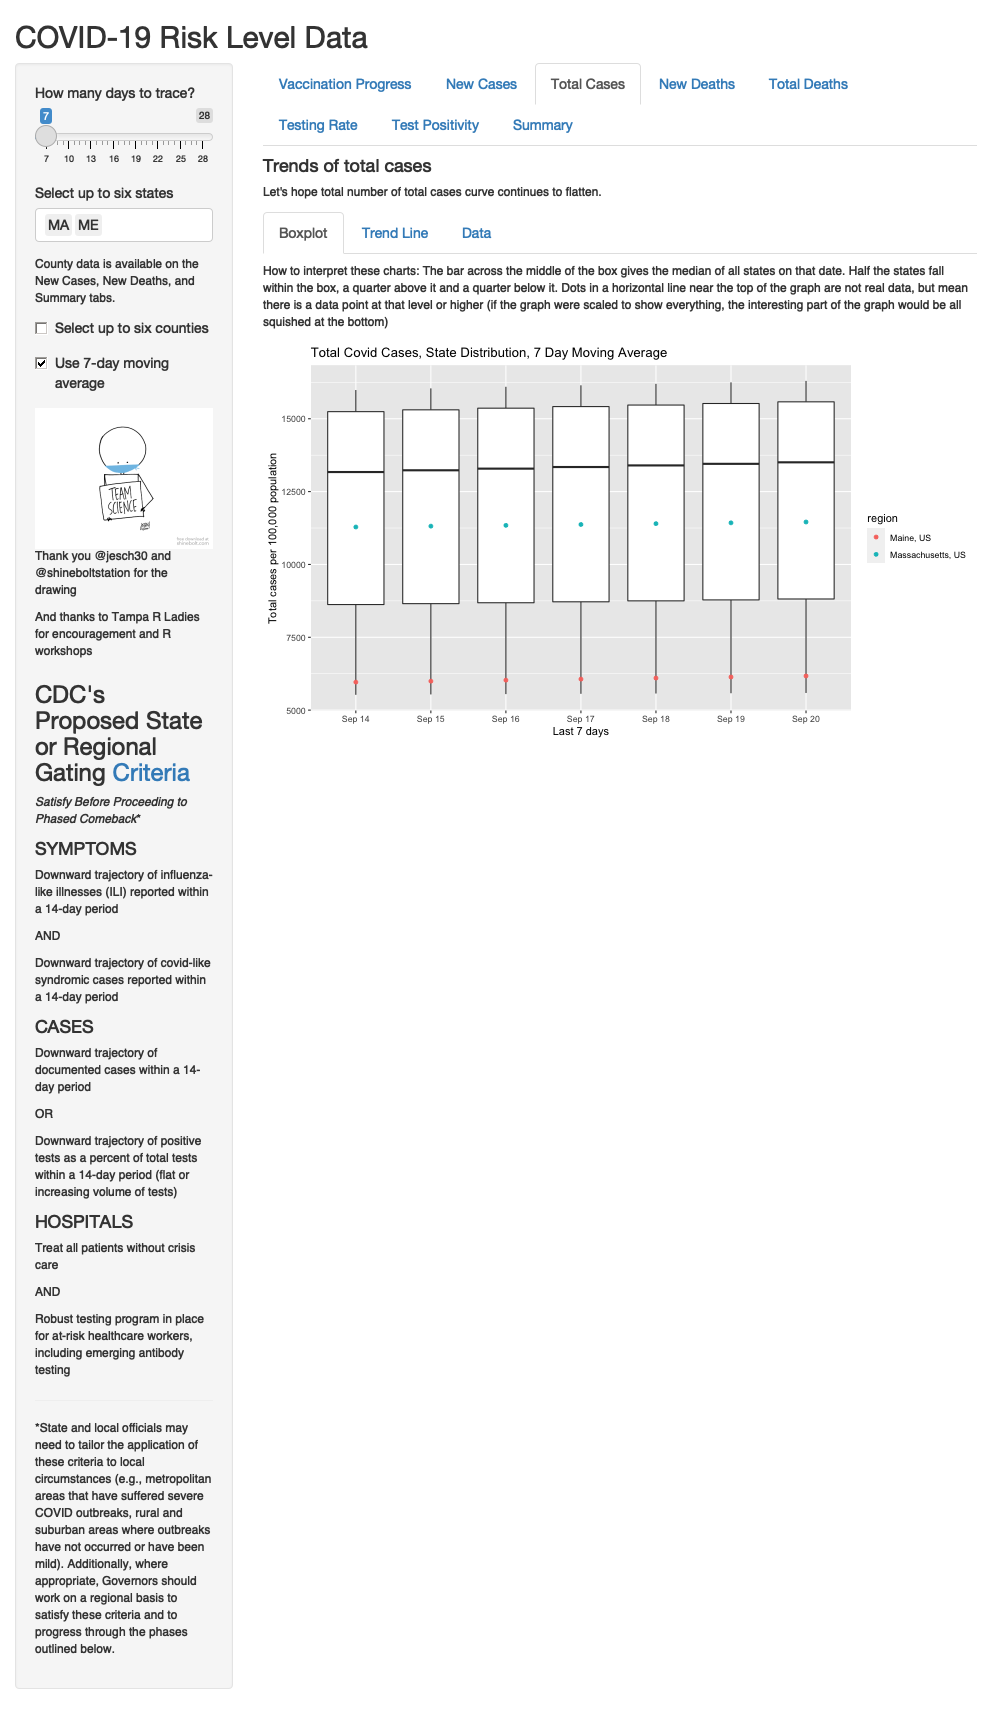 COVID-19 Risk Level Data
How many days to trace?
7
28
7 10 13 16 19 22 25 28
Select up to six states
MA ME
County data is available on the
New Cases, New Deaths, and
Summary tabs.
Select up to six counties
Use 7-day moving
average
TEAM
SCIENCE
free download at
shinebolt.com
Thank you @jesch30 and
@shineboltstation for the
drawing
And thanks to Tampa R Ladies
for encouragement and R
workshops
CDC's
Proposed State
or Regional
Gating Criteria
Satisfy Before Proceeding to
Phased Comeback*
SYMPTOMS
Downward trajectory of influenza-
like illnesses (ILI) reported within
a 14-day period
AND
Downward trajectory of covid-like
syndromic cases reported within
a 14-day period
CASES
Downward trajectory of
documented cases within a 14-
day period
OR
Downward trajectory of positive
tests as a percent of total tests
within a 14-day period (flat or
increasing volume of tests)
HOSPITALS
Treat all patients without crisis
care
AND
Robust testing program in place
for at-risk healthcare workers,
including emerging antibody
testing
*State and local officials may
need to tailor the application of
these criteria to local
circumstances (e.g., metropolitan
areas that have suffered severe
COVID outbreaks, rural and
suburban areas where outbreaks
have not occurred or have been
mild). Additionally, where
appropriate, Governors should
work on a regional basis to
satisfy these criteria and to
progress through the phases
outlined below.
Vaccination Progress New Cases Total Cases New Deaths Total Deaths
Testing Rate Test Positivity Summary
Trends of total cases
Let's hope total number of total cases curve continues to flatten.
Boxplot Trend Line Data
How to interpret these charts: The bar across the middle of the box gives the median of all states on that date. Half the states fall
within the box, a quarter above it and a quarter below it. Dots in a horizontal line near the top of the graph are not real data, but mean
there is a data point at that level or higher (if the graph were scaled to show everything, the interesting part of the graph would be all
squished at the bottom)
Total Covid Cases, State Distribution, 7 Day Moving Average
Total cases per 100,000 population
15000
12500
10000
7500
5000
Sep 14 Sep 15 Sep 16 Sep 17 Sep 18 Sep 19 Sep 20
Last 7 days
region
Maine, US
Massachusetts, US